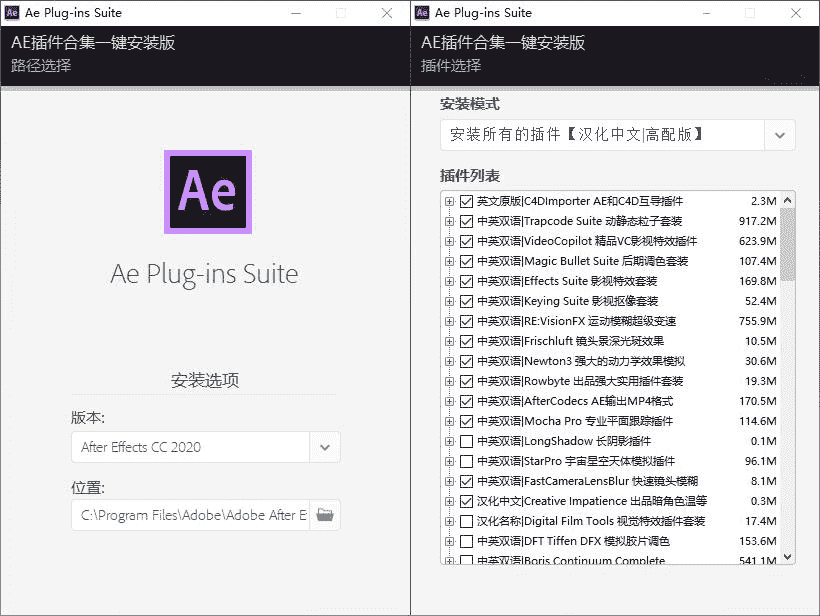 Ae Plug-ins Suite
AE插件合集一键安装版
路径选择
Ae
Ae Plug-ins Suite
安装选项
版本:
After Effects CC 2020
位置:
C:\Program Files\Adobe\Adobe After E
Ae Plug-ins Suite
AE插件合集一键安装版
插件选择
安装模式
安装所有的插件【汉化中文|高配版】
插件列表
英文原版|C4DImporter AE和C4D互导插件 2.3M
中英双语|Trapcode Suite 动静态粒子套装 917.2M
中英双语|VideoCopilot 精品VC影视特效插件 623.9M
中英双语|Magic Bullet Suite 后期调色套装 107.4M
中英双语|Effects Suite 影视特效套装 169.8M
中英双语|Keying Suite 影视抠像套装 52.4M
中英双语|RE:VisionFX 运动模糊超级变速 755.9M
中英双语|Frischluft 镜头景深光斑效果 10.5M
中英双语|Newton3 强大的动力学效果模拟 30.6M
中英双语|Rowbyte 出品强大实用插件套装 19.3M
中英双语|AfterCodecs AE输出MP4格式 170.5M
中英双语|Mocha Pro 专业平面跟踪插件 114.6M
中英双语|LongShadow 长阴影插件 0.1M
中英双语|StarPro 宇宙星空天体模拟插件 96.1M
中英双语|FastCameraLensBlur 快速镜头模糊 8.1M
汉化中文|Creative Impatience 出品暗角色温等 0.3M
汉化名称|Digital Film Tools 视觉特效插件套装 17.4M
中英双语|DFT Tiffen DFX 模拟胶片调色 153.6M
中英双语|Boris Continuum Complete 541.1M